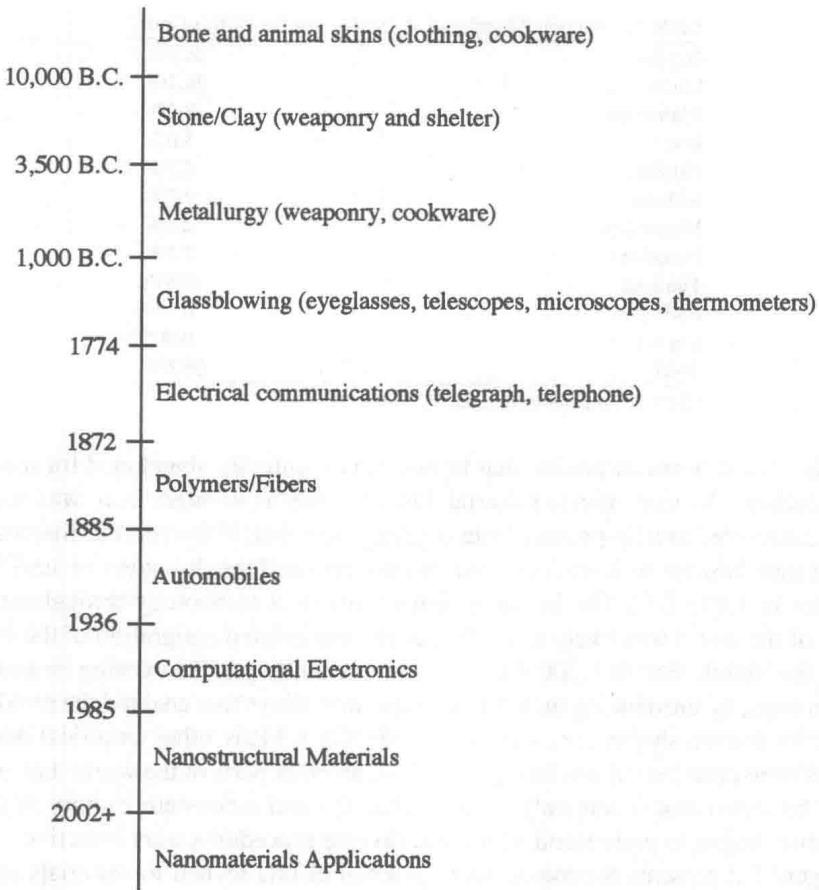 Bone and animal skins (clothing, cookware)
10,000 B.C.
Stone/Clay (weaponry and shelter)
3,500 B.C.
Metallurgy (weaponry, cookware)
1,000 B.C.
Glassblowing (eyeglasses, telescopes, microscopes, thermometers)
1774
Electrical communications (telegraph, telephone)
1872
Polymers/Fibers
1885
Automobiles
1936
Computational Electronics
1985
Nanostructural Materials
2002+
Nanomaterials Applications